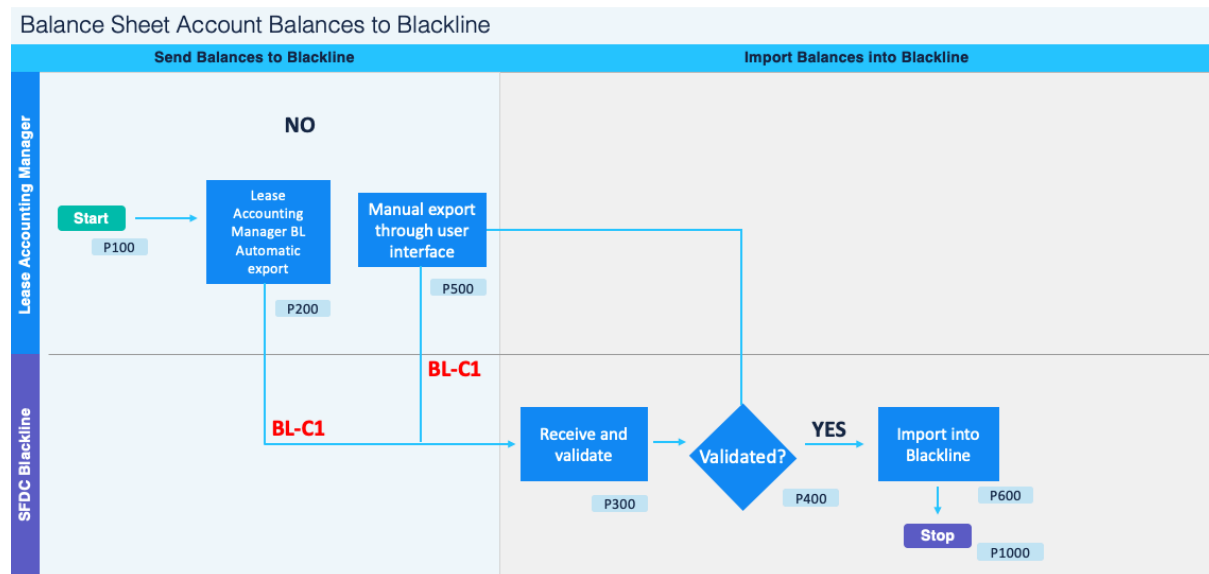 Balance Sheet Account Balances to Blackline
Send Balances to Blackline
Import Balances into Blackline
Lease Accounting Manager
NO
Start
P100
Lease
Accounting
Manager BL
Automatic
export
P200
Manual export
through user
interface
P500
SFDC Blackline
BL-C1
BL-C1
Receive and
validate
P300
Validated?
P400
YES
Import into
Blackline
P600
Stop
P1000